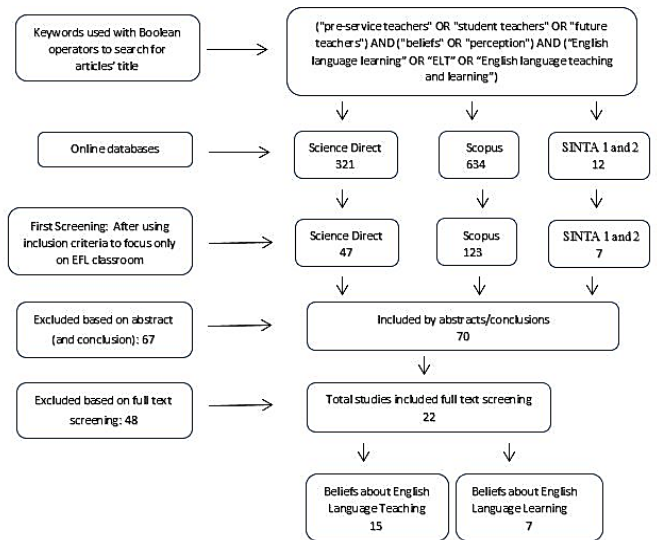 Keywords used with Boolean
operators to search for
articles' title
("pre-service teachers" OR "student teachers" OR "future
teachers") AND ("beliefs" OR "perception") AND (“English
language learning” OR “ELT” OR “English language teaching
and learning”)
Online databases
Science Direct
321
Scopus
634
SINTA 1 and 2
12
First Screening: After using
inclusion criteria to focus only
on EFL classroom
Science Direct
47
Scopus
123
SINTA 1 and 2
7
Excluded based on abstract
(and conclusion): 67
Included by abstracts/conclusions
70
Excluded based on full text
screening: 48
Total studies included full text screening
22
Beliefs about English
Language Teaching
15
Beliefs about English
Language Learning
7